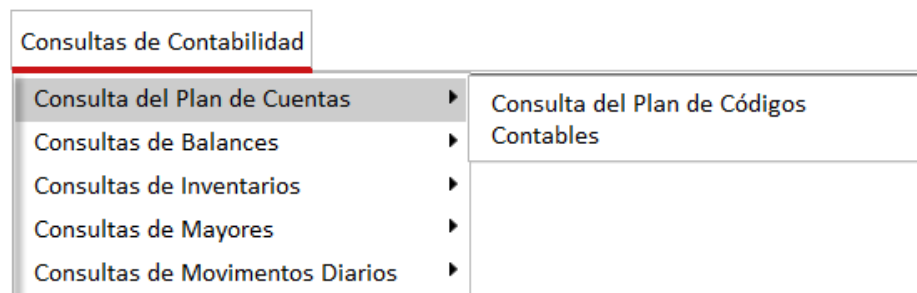 Consultas de Contabilidad
Consulta del Plan de Cuentas
Consulta del Plan de Códigos
Contables
Consultas de Balances
Consultas de Inventarios
Consultas de Mayores
Consultas de Movimentos Diarios